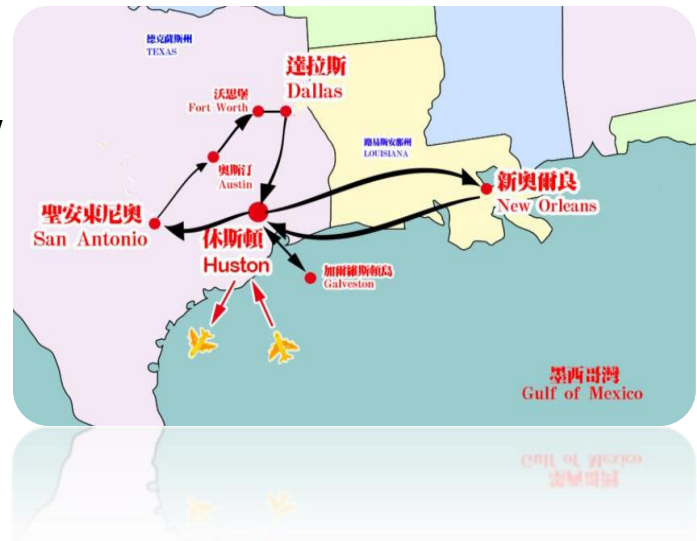 德克薩斯州
TEXAS
達拉斯
Dallas
沃思堡
Fort Worth
路易斯安那州
LOUISIANA
奧斯汀
Austin
新奧爾良
New Orleans
聖安東尼奧
San Antonio
休斯頓
Huston
加爾維斯頓島
Galveston
墨西哥灣
Gulf of Mexico